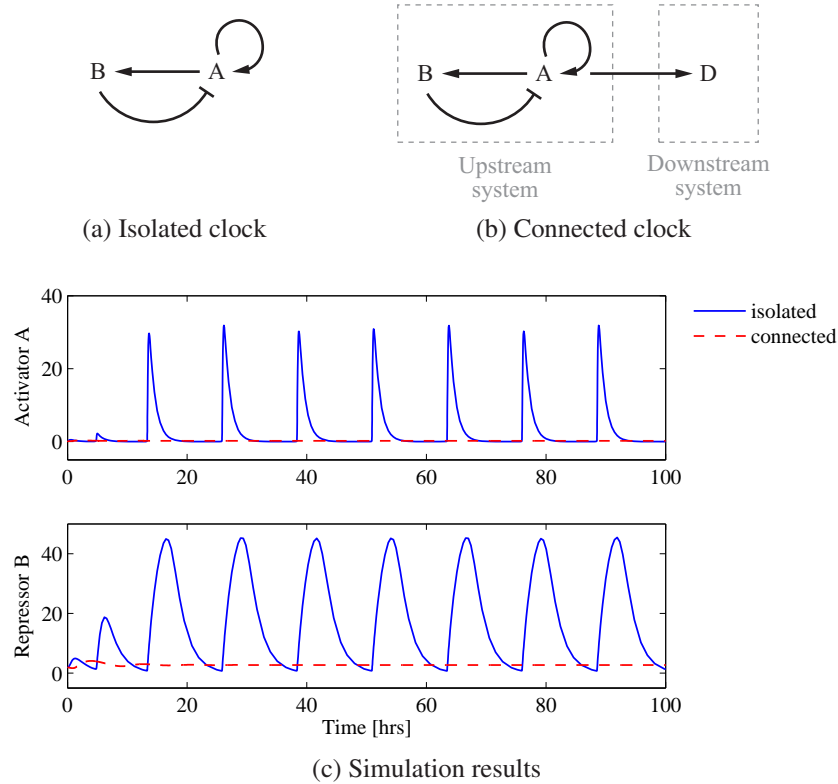 B A
B A D
Upstream system
Downstream system
(a) Isolated clock
(b) Connected clock
40
20
0
Activator A
0 20 40 60 80 100
isolated
connected
40
20
0
Repressor B
0 20 40 60 80 100
Time [hrs]
(c) Simulation results